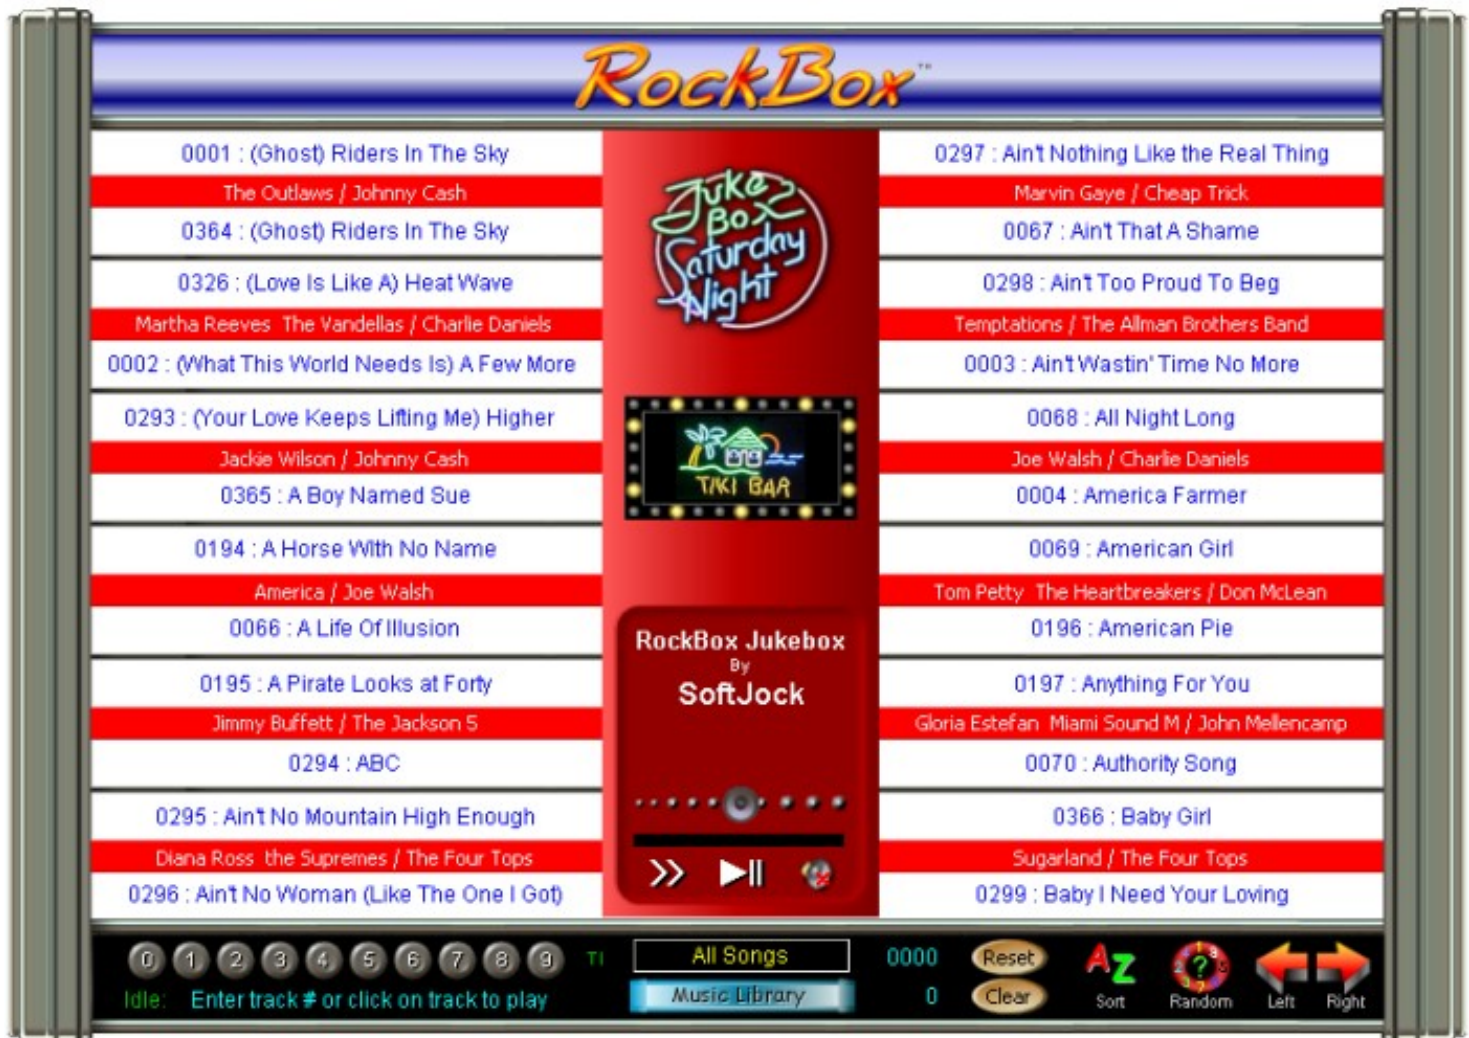 RockBox™
0001 : (Ghost) Riders In The Sky
The Outlaws / Johnny Cash
0364 : (Ghost) Riders In The Sky
0326 : (Love Is Like A) Heat Wave
Martha Reeves The Vandellas / Charlie Daniels
0002 : (What This World Needs Is) A Few More
0293 : (Your Love Keeps Lifting Me) Higher
Jackie Wilson / Johnny Cash
0365 : A Boy Named Sue
0194 : A Horse With No Name
America / Joe Walsh
0066 : A Life Of Illusion
0195 : A Pirate Looks at Forty
Jimmy Buffett / The Jackson 5
0294 : ABC
0295 : Ain't No Mountain High Enough
Diana Ross the Supremes / The Four Tops
0296 : Ain't No Woman (Like The One I Got)
Juke
Box
Saturday
Night
TIKI BAR
RockBox Jukebox
By
SoftJock
0297 : Ain't Nothing Like the Real Thing
Marvin Gaye / Cheap Trick
0067 : Ain't That A Shame
0298 : Ain't Too Proud To Beg
Temptations / The Allman Brothers Band
0003 : Ain't Wastin' Time No More
0068 : All Night Long
Joe Walsh / Charlie Daniels
0004 : America Farmer
0069 : American Girl
Tom Petty The Heartbreakers / Don McLean
0196 : American Pie
0197 : Anything For You
Gloria Estefan Miami Sound M / John Mellencamp
0070 : Authority Song
0366 : Baby Girl
Sugarland / The Four Tops
0299 : Baby I Need Your Loving
0 1 2 3 4 5 6 7 8 9 TI
Idle: Enter track # or click on track to play
All Songs
Music Library
0000
0
Reset
Clear
AZ
Sort
?
Random
Left
Right